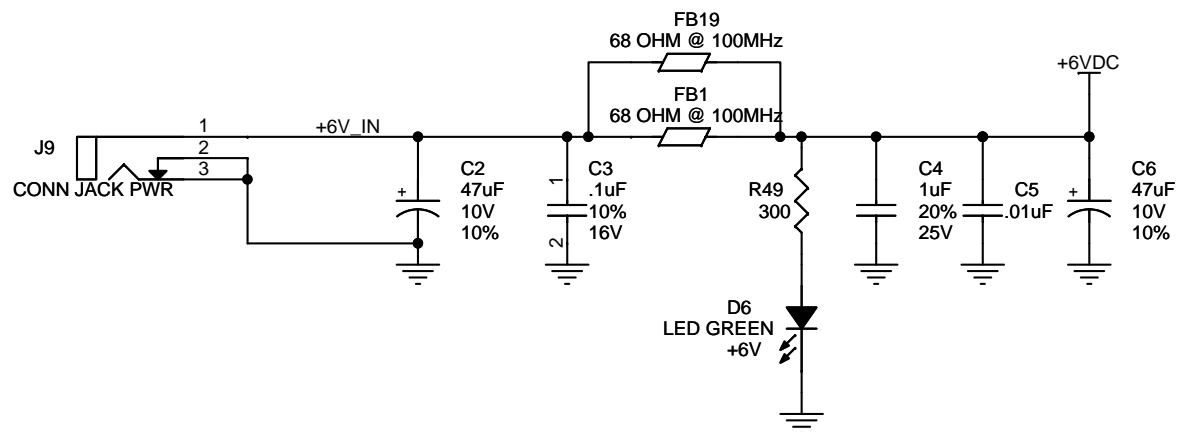 FB19
68 OHM @ 100MHz
+6VDC
FB1
68 OHM @ 100MHz
J9
1
+6V_IN
2
3
CONN JACK PWR
C2
47uF
10V
10%
1
2
C3
.1uF
10%
16V
R49
300
C4
1uF
20%
25V
C5
.01uF
C6
47uF
10V
10%
+
+
D6
LED GREEN
+6V